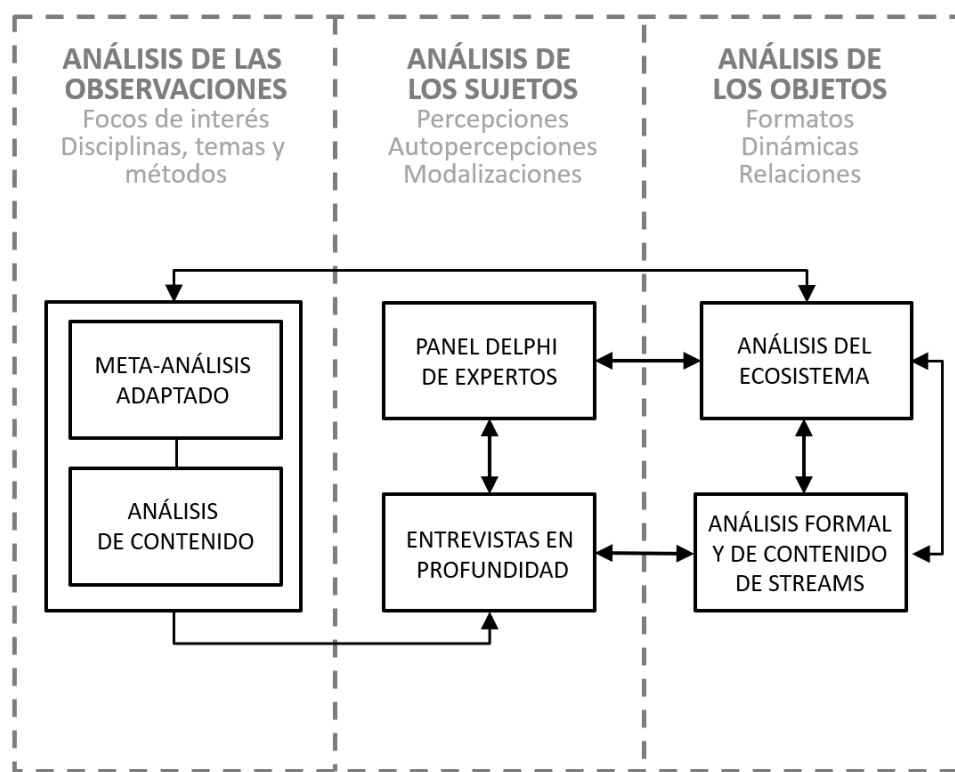 ANÁLISIS DE LAS
OBSERVACIONES
Focos de interés
Disciplinas, temas y
métodos
ANÁLISIS DE
LOS SUJETOS
Percepciones
Autopercepciones
Modalizaciones
ANÁLISIS DE
LOS OBJETOS
Formatos
Dinámicas
Relaciones
META-ANÁLISIS
ADAPTADO
ANÁLISIS
DE CONTENIDO
PANEL DELPHI
DE EXPERTOS
ENTREVISTAS EN
PROFUNDIDAD
ANÁLISIS DEL
ECOSISTEMA
ANÁLISIS FORMAL
Y DE CONTENIDO
DE STREAMS